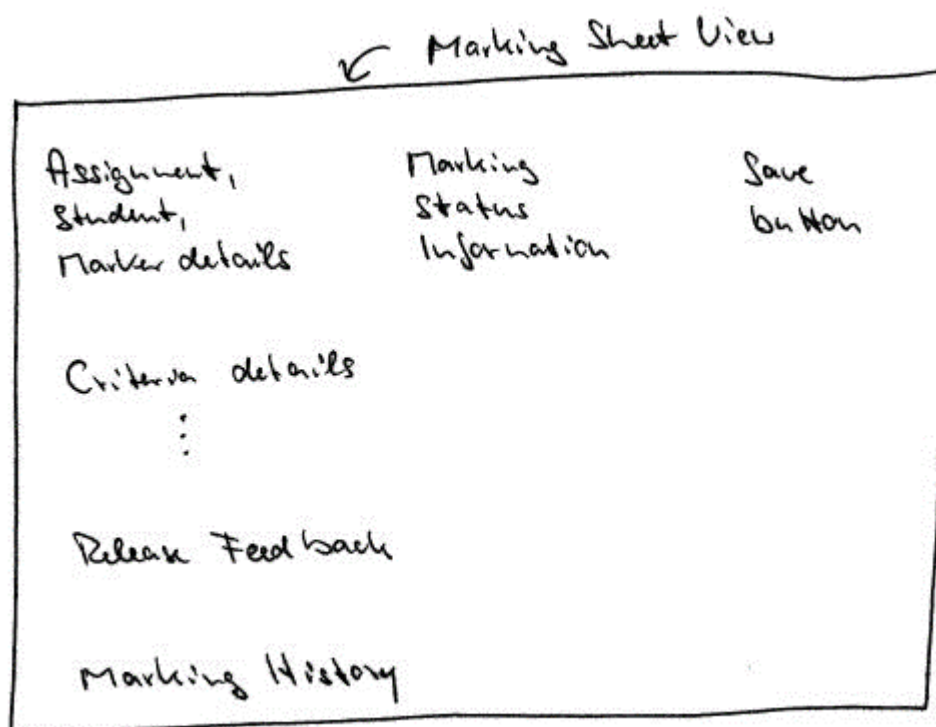 Marking Sheet View
Assignment,
Student,
Marker details
Marking
Status
Information
Save
button
Criteria details
⋮
Release Feedback
Marking History